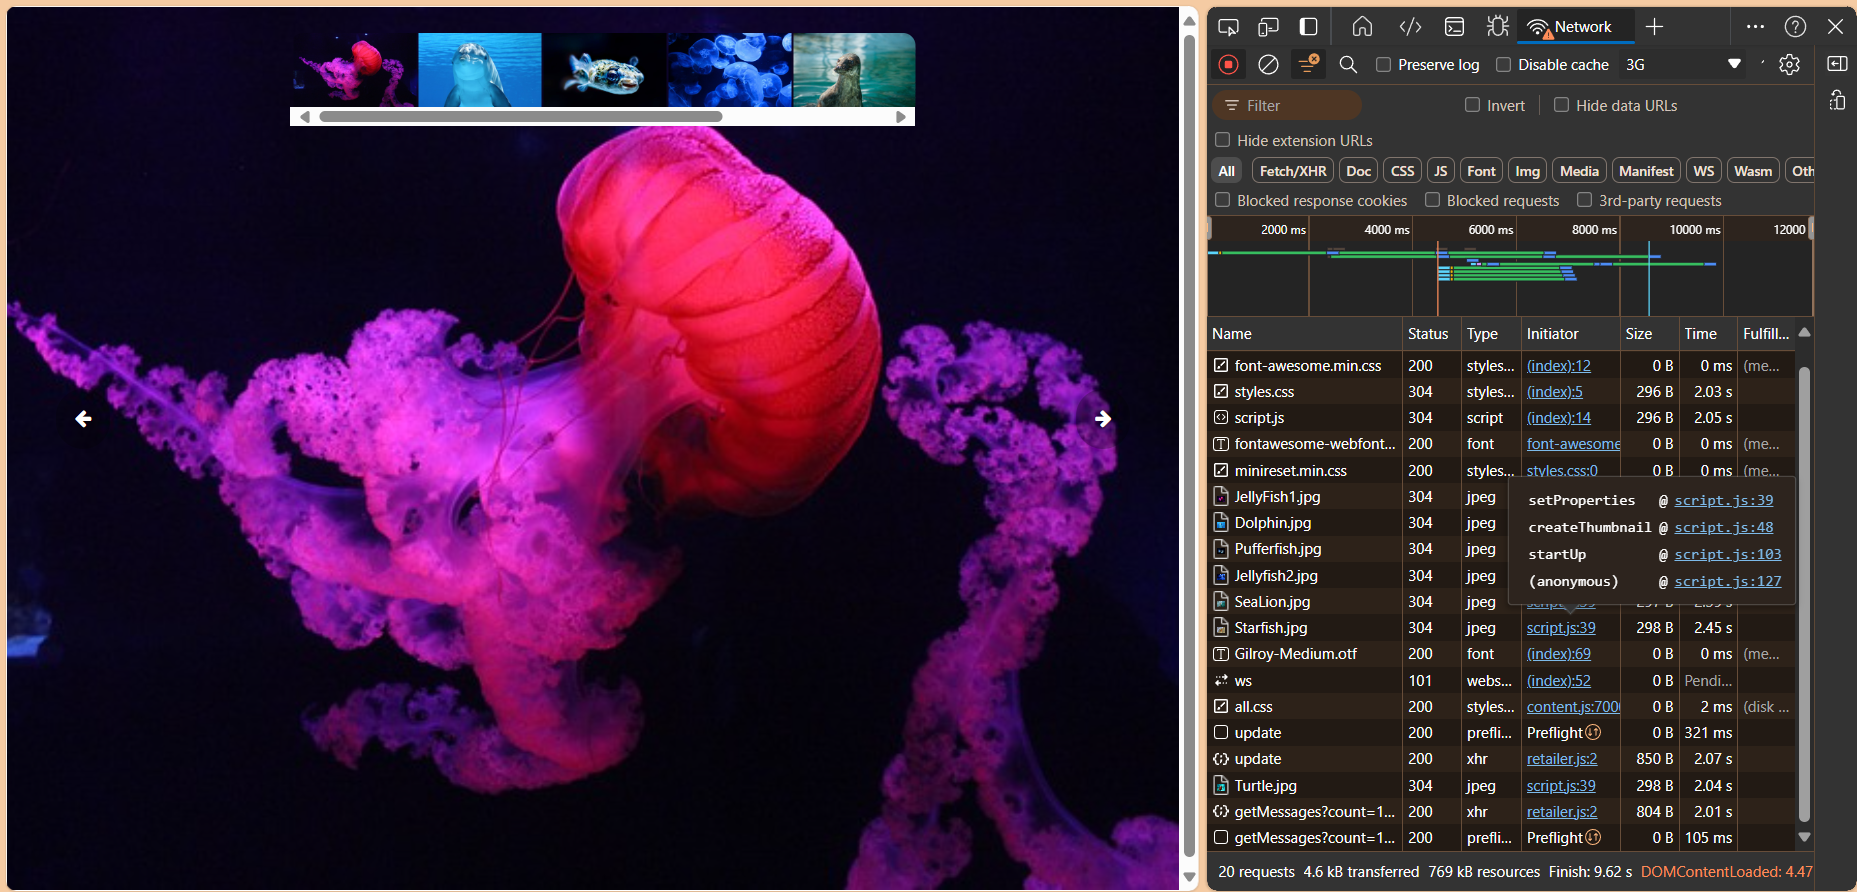 Network
Preserve log
Disable cache
3G
Filter
Invert
Hide data URLs
Hide extension URLs
All Fetch/XHR Doc CSS JS Font Img Media Manifest WS Wasm Oth
Blocked response cookies
Blocked requests
3rd-party requests
2000 ms 4000 ms 6000 ms 8000 ms 10000 ms 12000
Name Status Type Initiator Size Time Fulfill...
font-awesome.min.css 200 styles... (index):12 0 B 0 ms (me...
styles.css 304 styles... (index):5 296 B 2.03 s
script.js 304 script (index):14 296 B 2.05 s
fontawesome-webfont... 200 font font-awesome 0 B 0 ms (me...
minireset.min.css 200 styles... styles.css:0 0 B 0 ms (me...
JellyFish1.jpg 304 jpeg
Dolphin.jpg 304 jpeg
Pufferfish.jpg 304 jpeg
Jellyfish2.jpg 304 jpeg
SeaLion.jpg 304 jpeg
setProperties @ script.js:39
createThumbnail @ script.js:48
startUp @ script.js:103
(anonymous) @ script.js:127
Starfish.jpg 304 jpeg script.js:39 298 B 2.45 s
Gilroy-Medium.otf 200 font (index):69 0 B 0 ms (me...
ws 101 webs... (index):52 0 B Pendi...
all.css 200 styles... content.js:700 0 B 2 ms (disk ...
update 200 prefli... Preflight 0 B 321 ms
update 200 xhr retailer.js:2 850 B 2.07 s
Turtle.jpg 304 jpeg script.js:39 298 B 2.04 s
getMessages?count=1... 200 xhr retailer.js:2 804 B 2.01 s
getMessages?count=1... 200 prefli... Preflight 0 B 105 ms
20 requests 4.6 kB transferred 769 kB resources Finish: 9.62 s DOMContentLoaded: 4.47